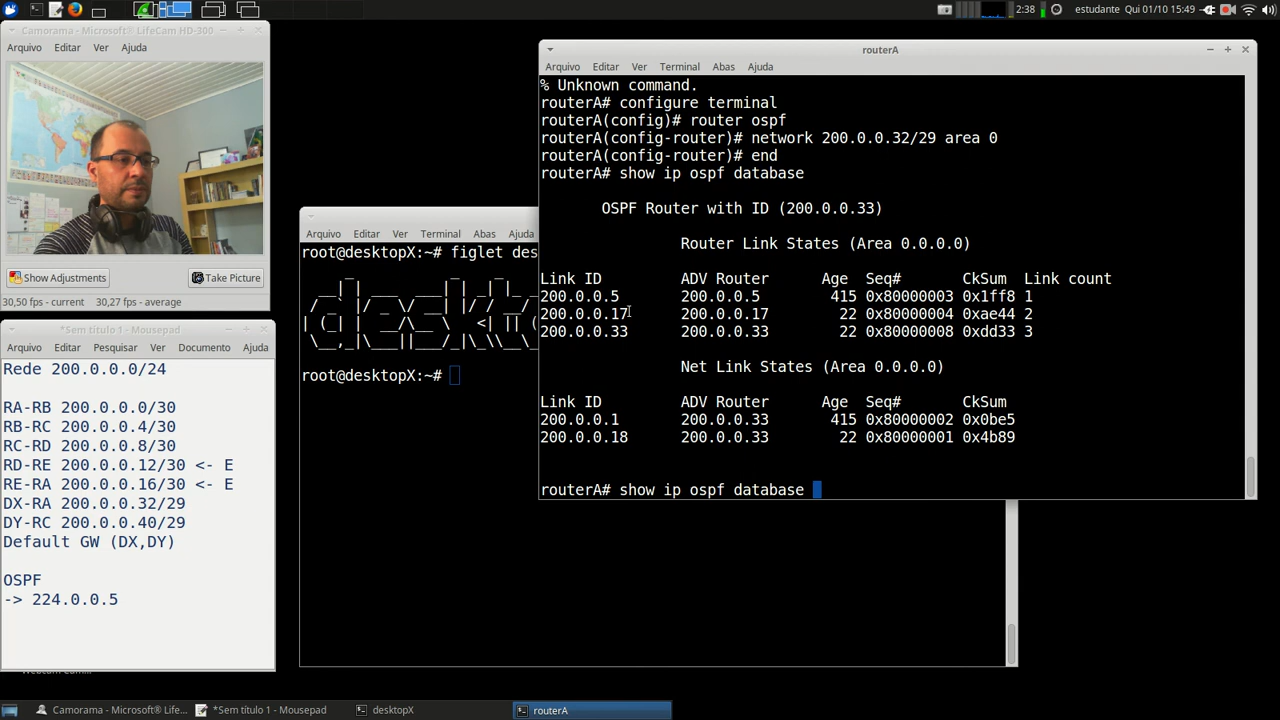 2:38 estudante Qui 01/10 15:49
Camorama - Microsoft® LifeCam HD-300
Arquivo Editar Ver Ajuda
Show Adjustments Take Picture
30,50 fps - current 30,27 fps - average
*Sem título 1 - Mousepad
Arquivo Editar Pesquisar Ver Documento Ajuda
Rede 200.0.0.0/24
RA-RB 200.0.0.0/30
RB-RC 200.0.0.4/30
RC-RD 200.0.0.8/30
RD-RE 200.0.0.12/30 <- E
RE-RA 200.0.0.16/30 <- E
DX-RA 200.0.0.32/29
DY-RC 200.0.0.40/29
Default GW (DX,DY)
OSPF
-> 224.0.0.5
Arquivo Editar Ver Terminal Abas Ajuda
root@desktopX:~# figlet des
deskt
root@desktopX:~#
routerA
Arquivo Editar Ver Terminal Abas Ajuda
% Unknown command.
routerA# configure terminal
routerA(config)# router ospf
routerA(config-router)# network 200.0.0.32/29 area 0
routerA(config-router)# end
routerA# show ip ospf database
OSPF Router with ID (200.0.0.33)
Router Link States (Area 0.0.0.0)
Link ID ADV Router Age Seq# CkSum Link count
200.0.0.5 200.0.0.5 415 0x80000003 0x1ff8 1
200.0.0.17 200.0.0.17 22 0x80000004 0xae44 2
200.0.0.33 200.0.0.33 22 0x80000008 0xdd33 3
Net Link States (Area 0.0.0.0)
Link ID ADV Router Age Seq# CkSum
200.0.0.1 200.0.0.33 415 0x80000002 0x0be5
200.0.0.18 200.0.0.33 22 0x80000001 0x4b89
routerA# show ip ospf database
Camorama - Microsoft® LifeC... *Sem título 1 - Mousepad desktopX routerA